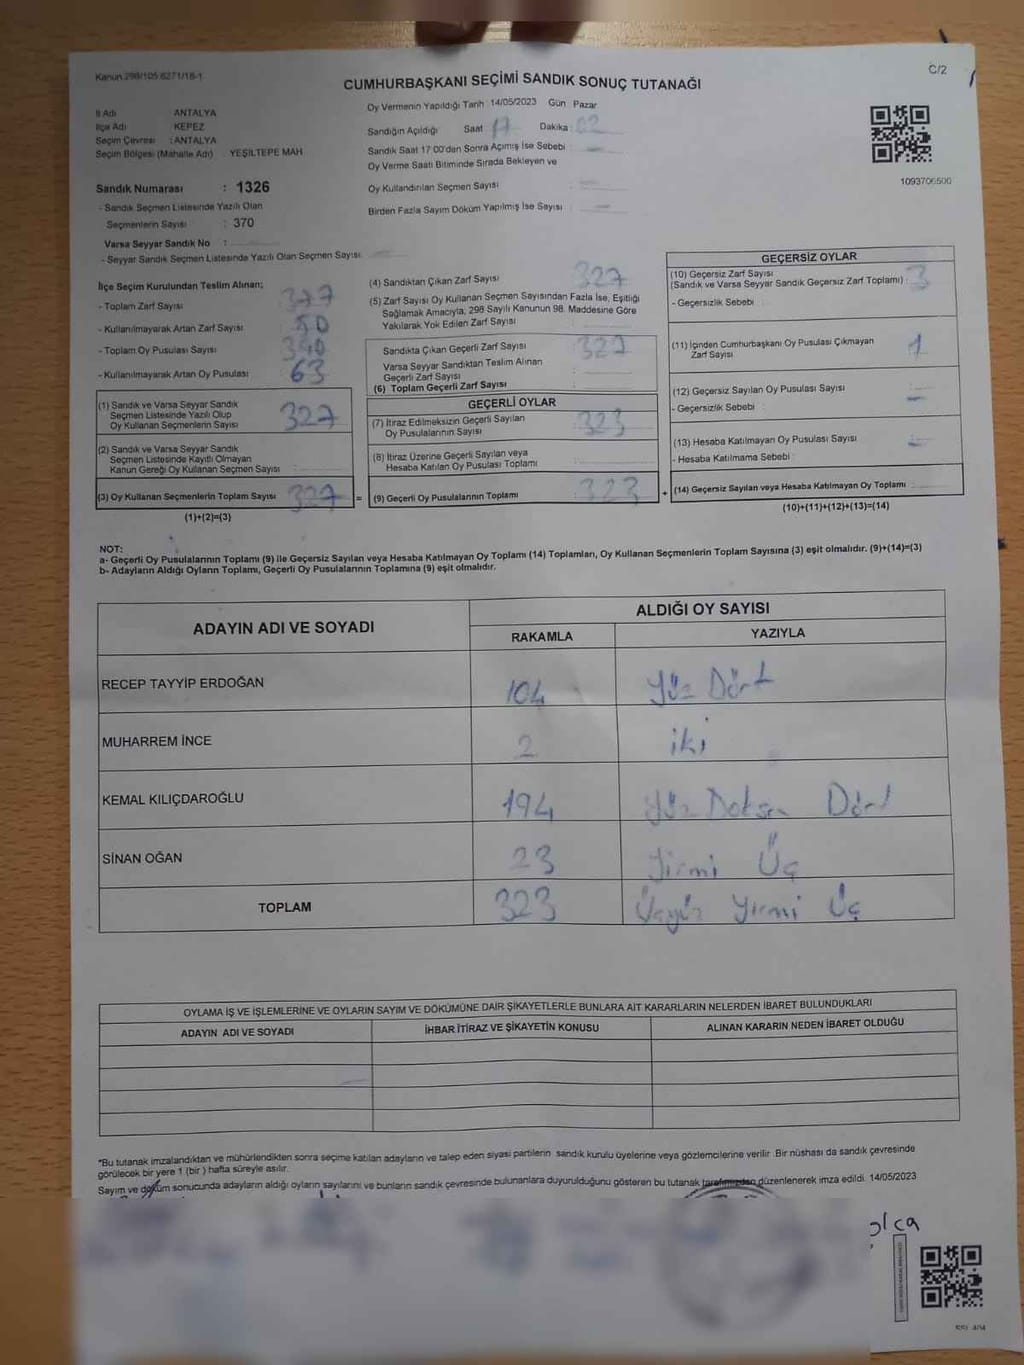 Kanun 298/105 6271/18-1
C/2
CUMHURBAŞKANI SEÇİMİ SANDIK SONUÇ TUTANAĞI
İl Adı ANTALYA
İlçe Adı KEPEZ
Seçim Çevresi : ANTALYA
Seçim Bölgesi (Mahalle Adı) YEŞİLTEPE MAH
Sandık Numarası : 1326
- Sandık Seçmen Listesinde Yazılı Olan
Seçmenlerin Sayısı : 370
Varsa Seyyar Sandık No :
- Seyyar Sandık Seçmen Listesinde Yazılı Olan Seçmen Sayısı
Oy Vermenin Yapıldığı Tarih 14/05/2023 Gün Pazar
Sandığın Açıldığı Saat 17 Dakika : 02
Sandık Saat 17:00'den Sonra Açımış İse Sebebi
Oy Verme Saati Bitiminde Sırada Bekleyen ve
Oy Kullandırılan Seçmen Sayısı
Birden Fazla Sayım Döküm Yapılmış İse Sayısı
1093706500
İlçe Seçim Kurulundan Teslim Alınan;
- Toplam Zarf Sayısı 377
- Kullanılmayarak Artan Zarf Sayısı 50
- Toplam Oy Pusulası Sayısı
- Kullanılmayarak Artan Oy Pusulası 63
(1) Sandık ve Varsa Seyyar Sandık
Seçmen Listesinde Yazılı Olup
Oy Kullanan Seçmenlerin Sayısı 327
(2) Sandık ve Varsa Seyyar Sandık
Seçmen Listesinde Kayıtlı Olmayan
Kanun Gereği Oy Kullanan Seçmen Sayısı :
(3) Oy Kullanan Seçmenlerin Toplam Sayısı 327
(1)+(2)=(3)
(4) Sandıktan Çıkan Zarf Sayısı 327
(5) Zarf Sayısı Oy Kullanan Seçmen Sayısından Fazla İse, Eşitliği
Sağlamak Amacıyla, 298 Sayılı Kanunun 98. Maddesine Göre
Yakılarak Yok Edilen Zarf Sayısı
Sandıkta Çıkan Geçerli Zarf Sayısı 327
Varsa Seyyar Sandıktan Teslim Alınan
Geçerli Zarf Sayısı
(6) Toplam Geçerli Zarf Sayısı
GEÇERLİ OYLAR
(7) İtiraz Edilmeksizin Geçerli Sayılan
Oy Pusulalarının Sayısı 323
(8) İtiraz Üzerine Geçerli Sayılan veya
Hesaba Katılan Oy Pusulası Toplamı
= (9) Geçerli Oy Pusulalarının Toplamı 323
GEÇERSİZ OYLAR
(10) Geçersiz Zarf Sayısı
(Sandık ve Varsa Seyyar Sandık Geçersiz Zarf Toplamı) : 3
- Geçersizlik Sebebi
(11) İçinden Cumhurbaşkanı Oy Pusulası Çıkmayan
Zarf Sayısı 1
(12) Geçersiz Sayılan Oy Pusulası Sayısı -
- Geçersizlik Sebebi
(13) Hesaba Katılmayan Oy Pusulası Sayısı
- Hesaba Katılmama Sebebi
+ (14) Geçersiz Sayılan veya Hesaba Katılmayan Oy Toplamı
(10)+(11)+(12)+(13)=(14)
NOT:
a- Geçerli Oy Pusulalarının Toplamı (9) ile Geçersiz Sayılan veya Hesaba Katılmayan Oy Toplamı (14) Toplamları, Oy Kullanan Seçmenlerin Toplam Sayısına (3) eşit olmalıdır. (9)+(14)=(3)
b- Adayların Aldığı Oyların Toplamı, Geçerli Oy Pusulalarının Toplamına (9) eşit olmalıdır.
ADAYIN ADI VE SOYADI ALDIĞI OY SAYISI
RAKAMLA YAZIYLA
RECEP TAYYİP ERDOĞAN 104 Yüz Dört
MUHARREM İNCE 2 iki
KEMAL KILIÇDAROĞLU 194 Yüz Doksan Dört
SİNAN OĞAN 23 Yirmi Üç
TOPLAM 323 Üçyüz Yirmi Üç
OYLAMA İŞ VE İŞLEMLERİNE VE OYLARIN SAYIM VE DÖKÜMÜNE DAİR ŞİKAYETLERLE BUNLARA AİT KARARLARIN NELERDEN İBARET BULUNDUKLARI
ADAYIN ADI VE SOYADI İHBAR İTİRAZ VE ŞİKAYETİN KONUSU ALINAN KARARIN NEDEN İBARET OLDUĞU
*Bu tutanak imzalandıktan ve mühürlendikten sonra seçime katılan adayların ve talep eden siyasi partilerin sandık kurulu üyelerine veya gözlemcilerine verilir. Bir nüshası da sandık çevresinde
görülecek bir yere 1 (bir) hafta süreyle asılır.
Sayım ve döküm sonucunda adayların aldığı oyların sayılarını ve bunların sandık çevresinde bulunanlara duyurulduğunu gösteren bu tutanak tarafımızdan düzenlenerek imza edildi. 14/05/2023
olca